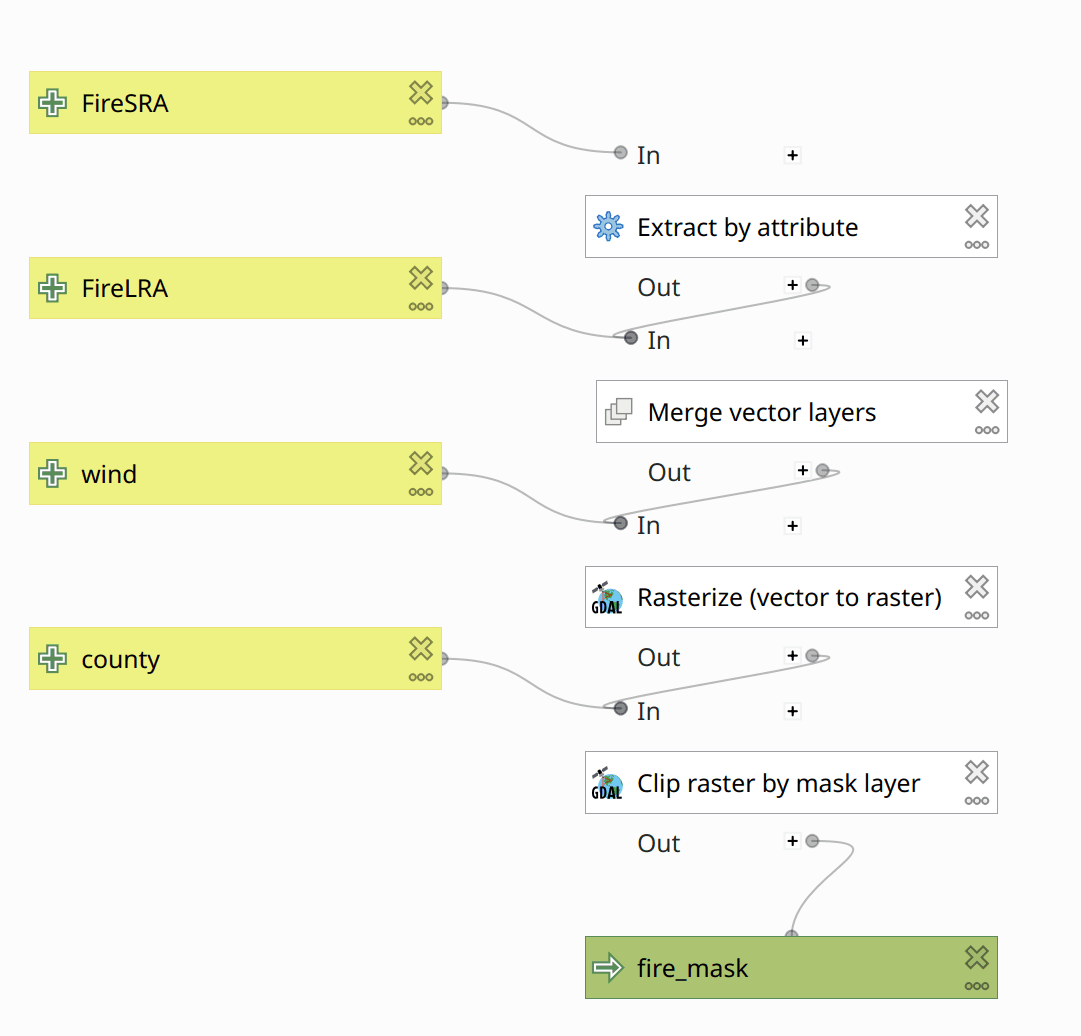 FireSRA
In
Extract by attribute
FireLRA
Out
In
Merge vector layers
wind
Out
In
GDAL Rasterize (vector to raster)
county
Out
In
GDAL Clip raster by mask layer
Out
fire_mask